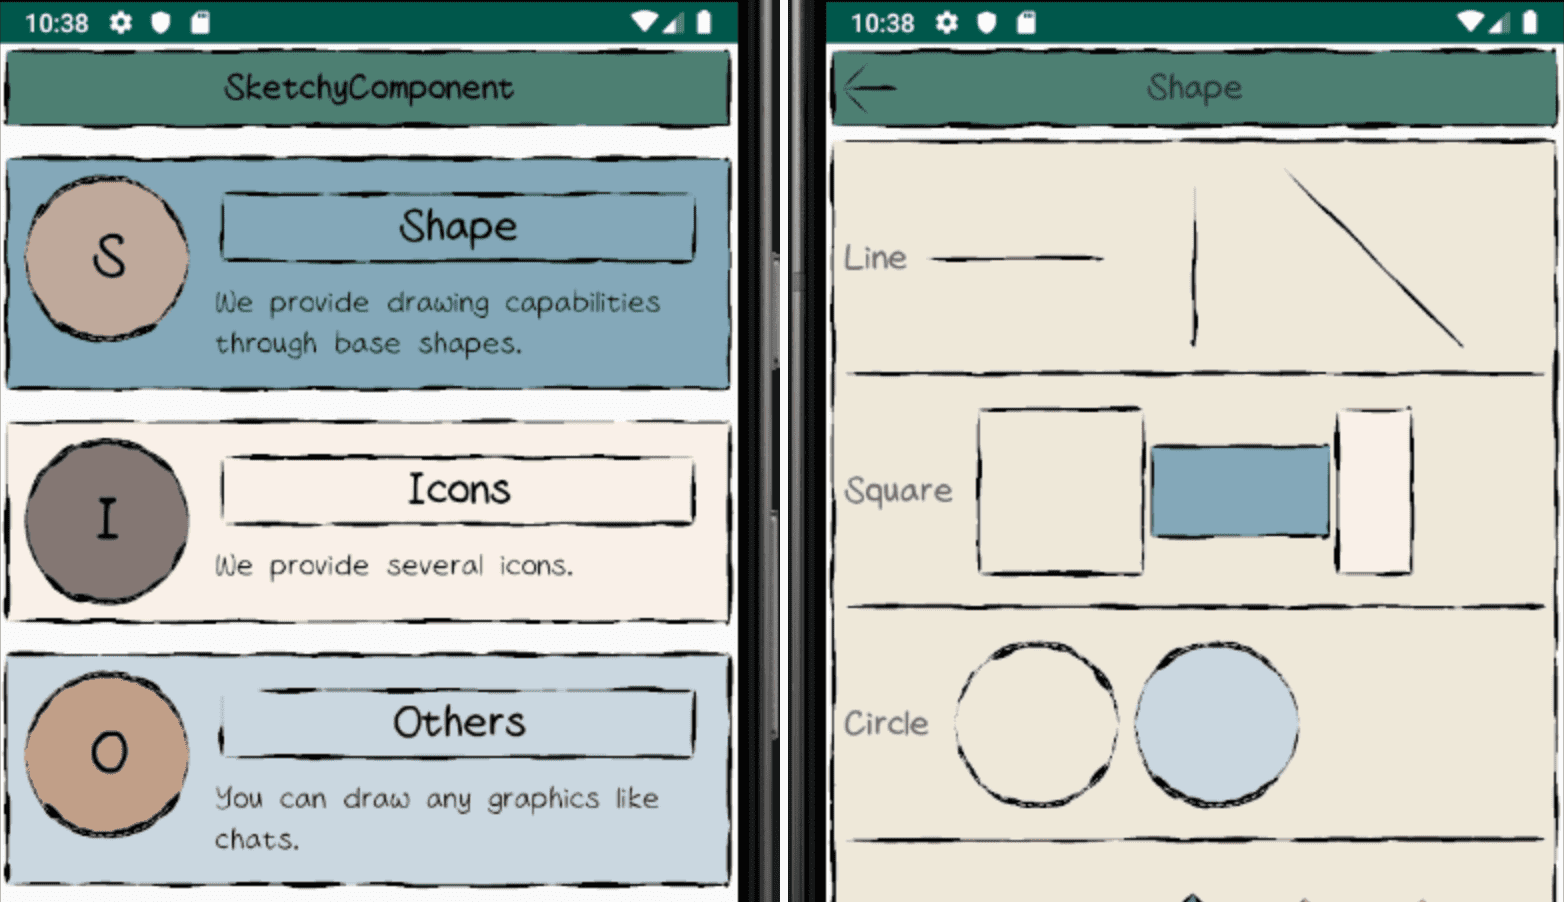 10:38
SketchyComponent
S
Shape
We provide drawing capabilities
through base shapes.
I
Icons
We provide several icons.
O
Others
You can draw any graphics like
chats.
10:38
Shape
Line
Square
Circle